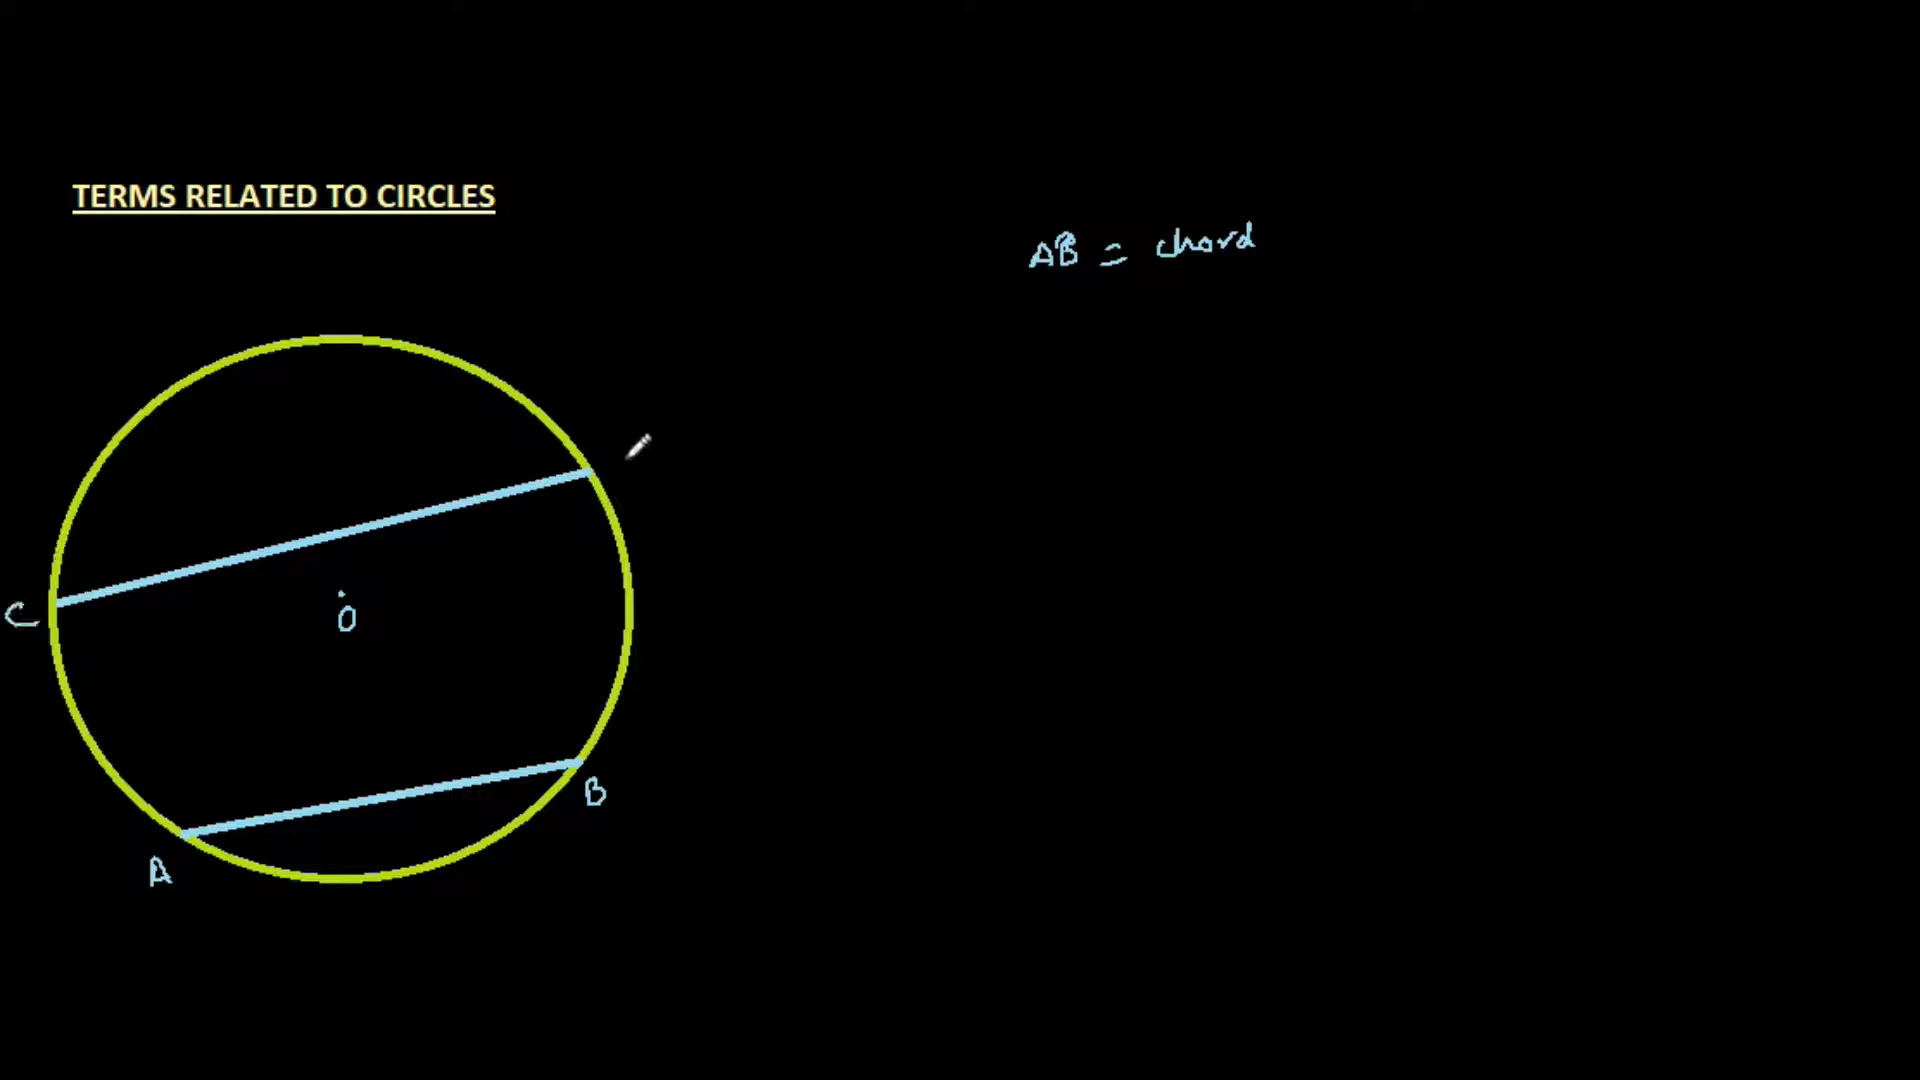 TERMS RELATED TO CIRCLES
AB = chord
C
O
B
A